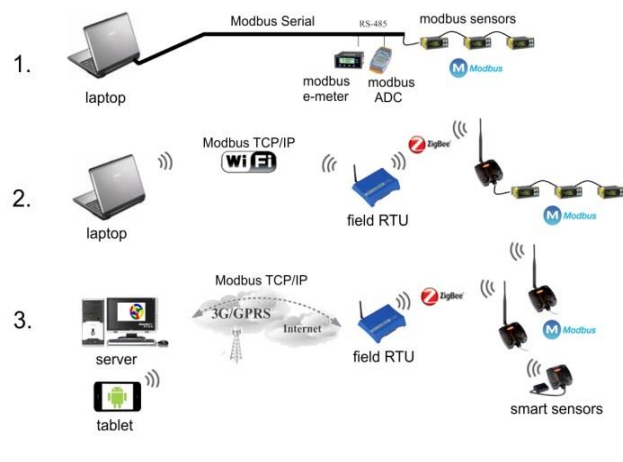 Modbus Serial
RS-485
modbus sensors
1.
modbus
e-meter
modbus
ADC
Modbus
laptop
Modbus TCP/IP
WiFi
ZigBee
2.
laptop
field RTU
Modbus
Modbus TCP/IP
3G/GPRS
Internet
ZigBee
3.
Modbus
server
field RTU
tablet
smart sensors